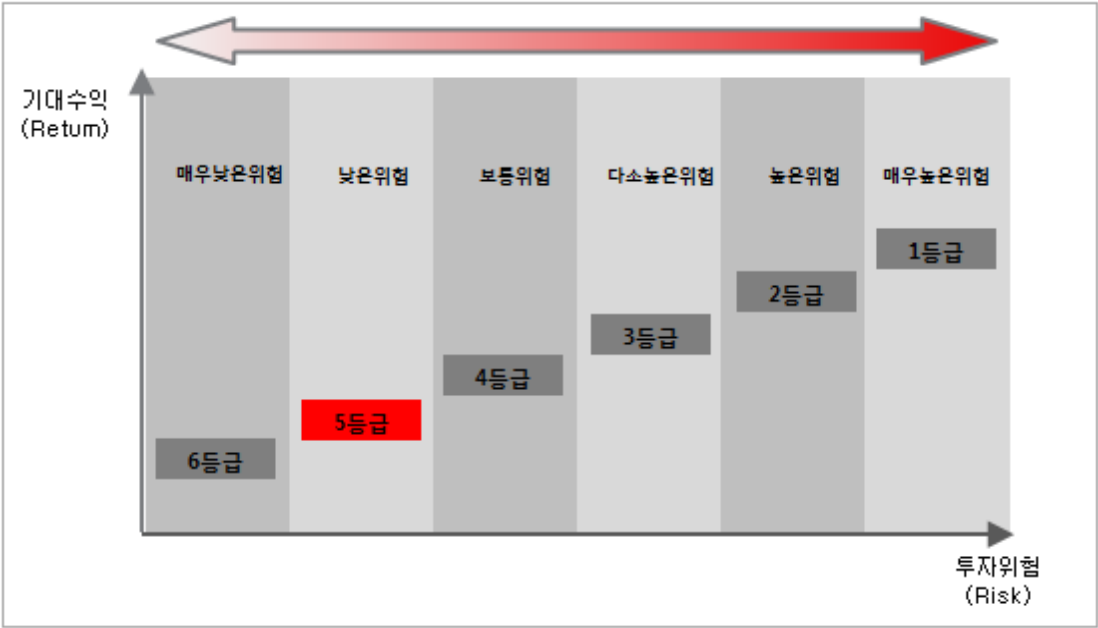 기대수익
(Return)
매우낮은위험 낮은위험 보통위험 다소높은위험 높은위험 매우높은위험
1등급
2등급
3등급
4등급
5등급
6등급
투자위험
(Risk)